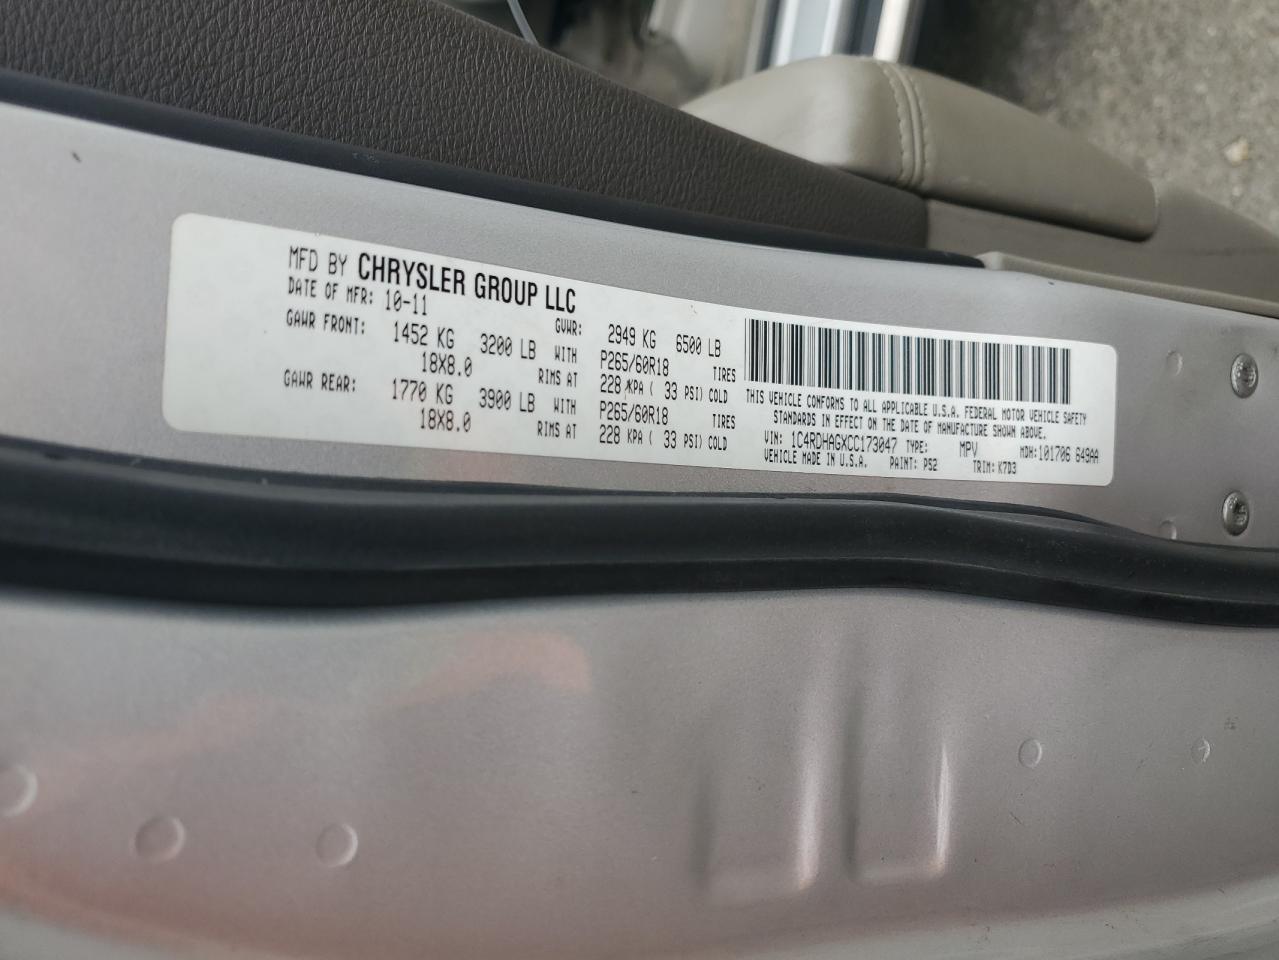 MFD BY CHRYSLER GROUP LLC
DATE OF MFR: 10-11 GVWR: 2949 KG 6500 LB
GAWR FRONT: 1452 KG 3200 LB WITH P265/60R18 TIRES
18X8.0 RIMS AT 228 KPA ( 33 PSI) COLD
GAWR REAR: 1770 KG 3900 LB WITH P265/60R18 TIRES
18X8.0 RIMS AT 228 KPA ( 33 PSI) COLD
THIS VEHICLE CONFORMS TO ALL APPLICABLE U.S.A. FEDERAL MOTOR VEHICLE SAFETY
STANDARDS IN EFFECT ON THE DATE OF MANUFACTURE SHOWN ABOVE.
VIN: 1C4RDHAGXCC173047 TYPE: MPV MDH:101706 649AA
VEHICLE MADE IN U.S.A. PAINT: PS2 TRIM: K7D3